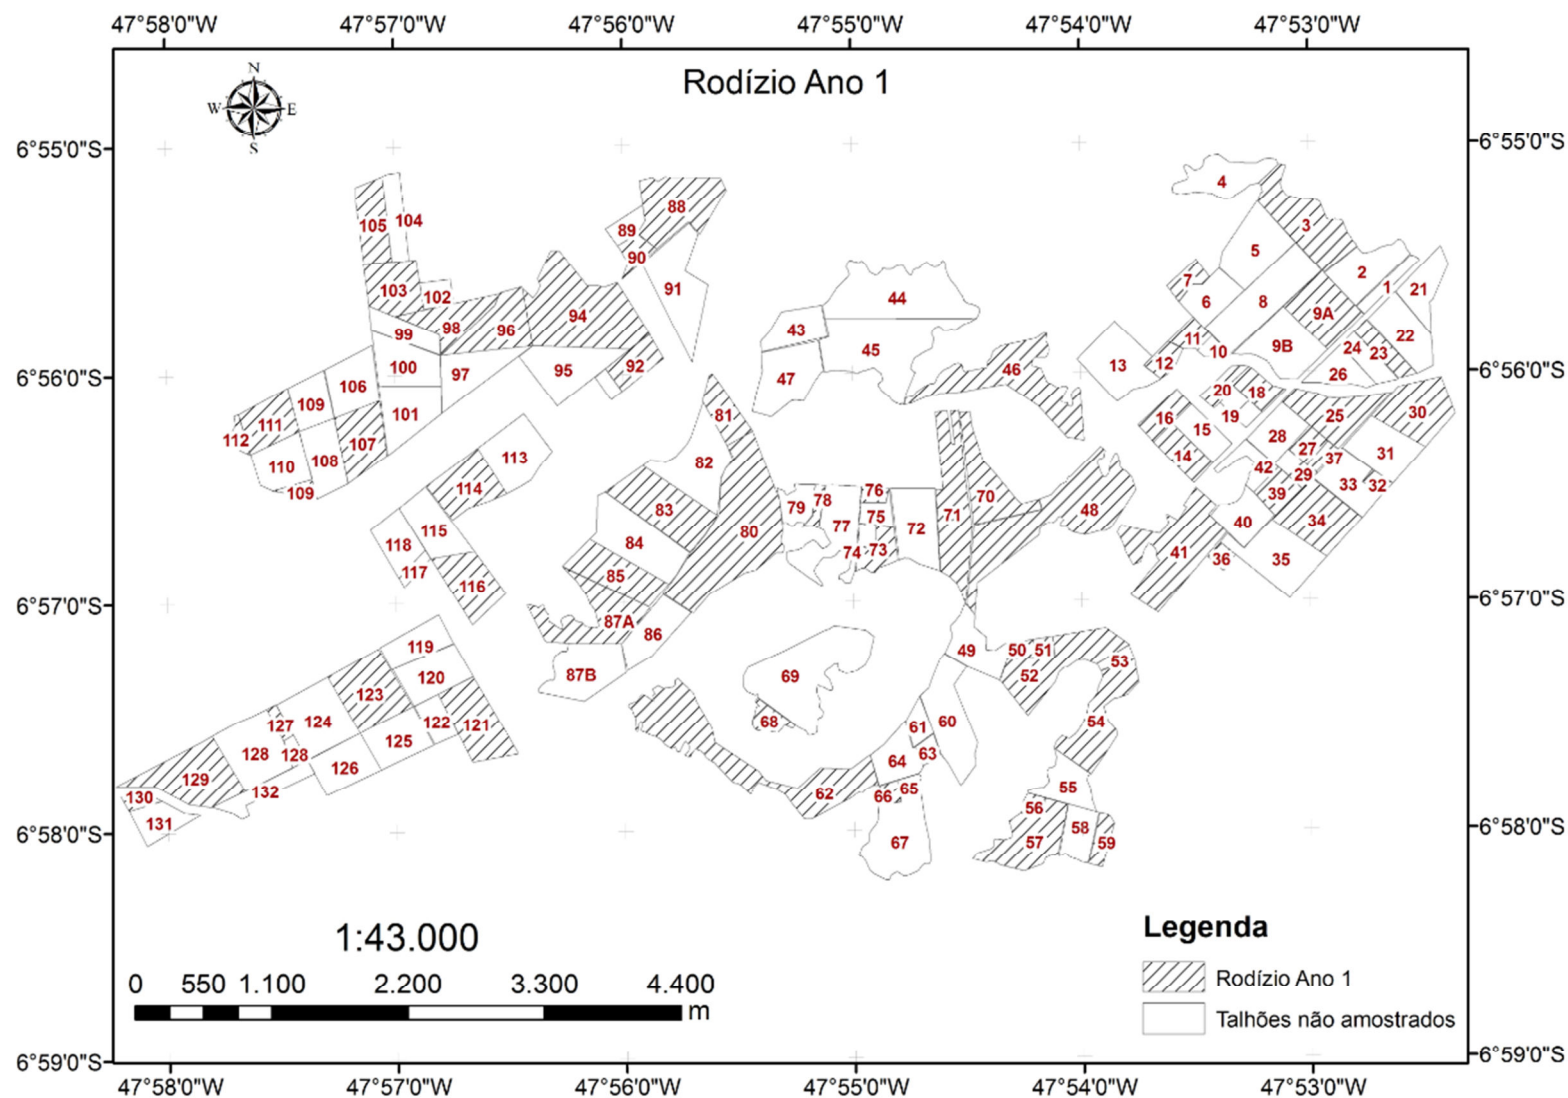 47°58'0"W 47°57'0"W 47°56'0"W 47°55'0"W 47°54'0"W 47°53'0"W
Rodízio Ano 1
N
W E
S
6°55'0"S 6°55'0"S
4
88
105 104 3
89 5
90 2
103 102 91 7 1 21
44 6 8
94 9A
98 96 43 11 22
99 9B 24 23
45 10
100 97 95 92 47 46 13 12 26
6°56'0"S 6°56'0"S
106 20 18
109 101 81 16 19 25 30
111 15 28
112 107 27 31
110 108 113 82 14 42 37
109 114 76 70 29 33 32
79 78 39
83 75 71 48 34
115 80 77 72 40
118 84 74 73 41 36 35
117 85
116
6°57'0"S 6°57'0"S
87A 86
119 49 50 51
120 87B 69 52 53
123
127 124 122 121 68 61 60 54
128 128 125 64 63
129 126 55
130 132 62 66 65 56
131 58
67 57 59
6°58'0"S 6°58'0"S
1:43.000
0 550 1.100 2.200 3.300 4.400
m
Legenda
Rodízio Ano 1
Talhões não amostrados
6°59'0"S 6°59'0"S
47°58'0"W 47°57'0"W 47°56'0"W 47°55'0"W 47°54'0"W 47°53'0"W